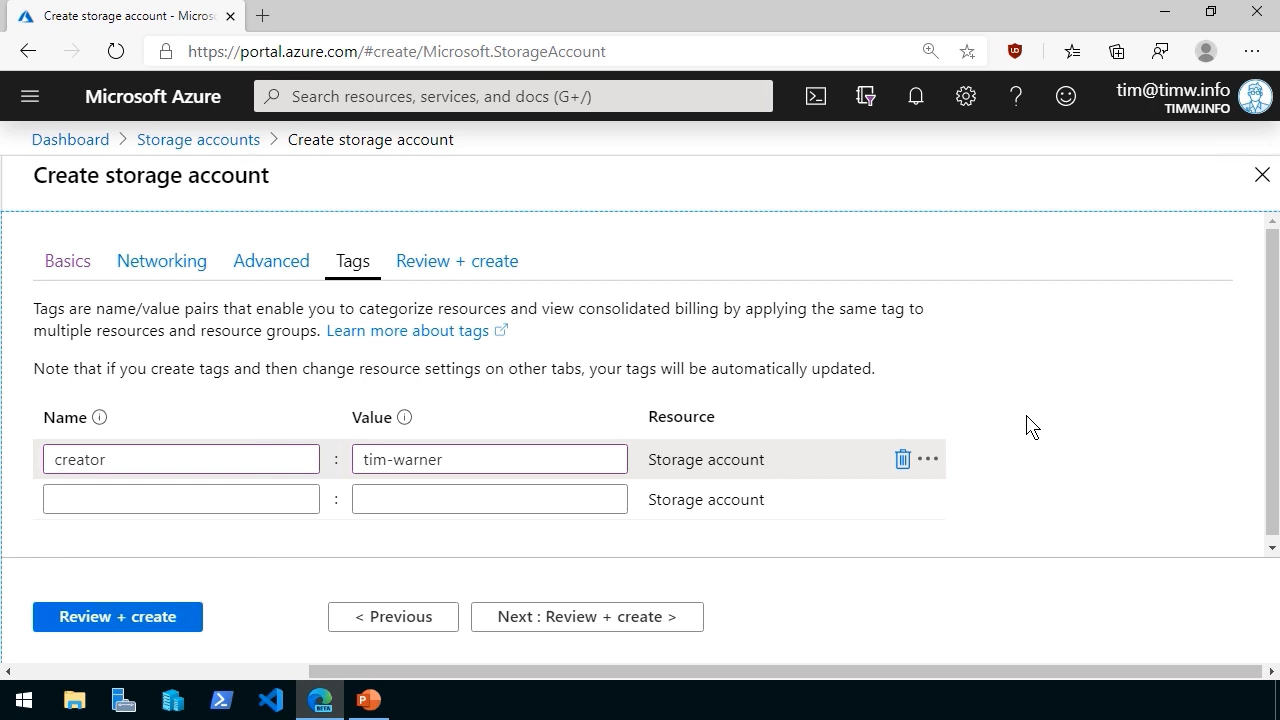 Create storage account - Micros
https://portal.azure.com/#create/Microsoft.StorageAccount
Microsoft Azure
Search resources, services, and docs (G+/)
tim@timw.info
TIMW.INFO
Dashboard > Storage accounts > Create storage account
Create storage account
Basics Networking Advanced Tags Review + create
Tags are name/value pairs that enable you to categorize resources and view consolidated billing by applying the same tag to
multiple resources and resource groups. Learn more about tags
Note that if you create tags and then change resource settings on other tabs, your tags will be automatically updated.
Name Value Resource
creator : tim-warner Storage account
: Storage account
Review + create < Previous Next : Review + create >
BETA